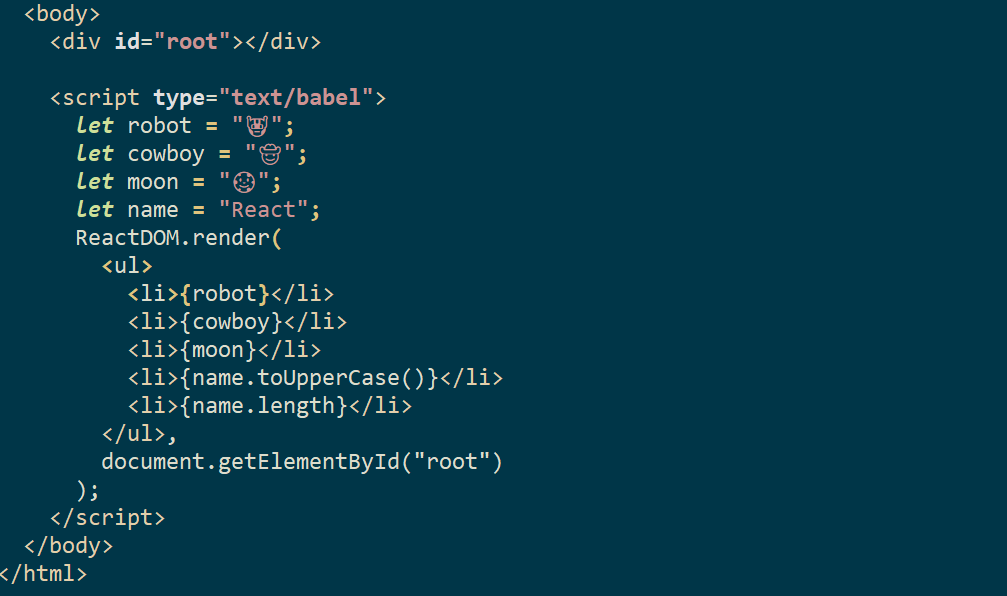 <body>
<div id="root"></div>
<script type="text/babel">
let robot = "🤖";
let cowboy = "🤠";
let moon = "🌚";
let name = "React";
ReactDOM.render(
<ul>
<li>{robot}</li>
<li>{cowboy}</li>
<li>{moon}</li>
<li>{name.toUpperCase()}</li>
<li>{name.length}</li>
</ul>,
document.getElementById("root")
);
</script>
</body>
</html>